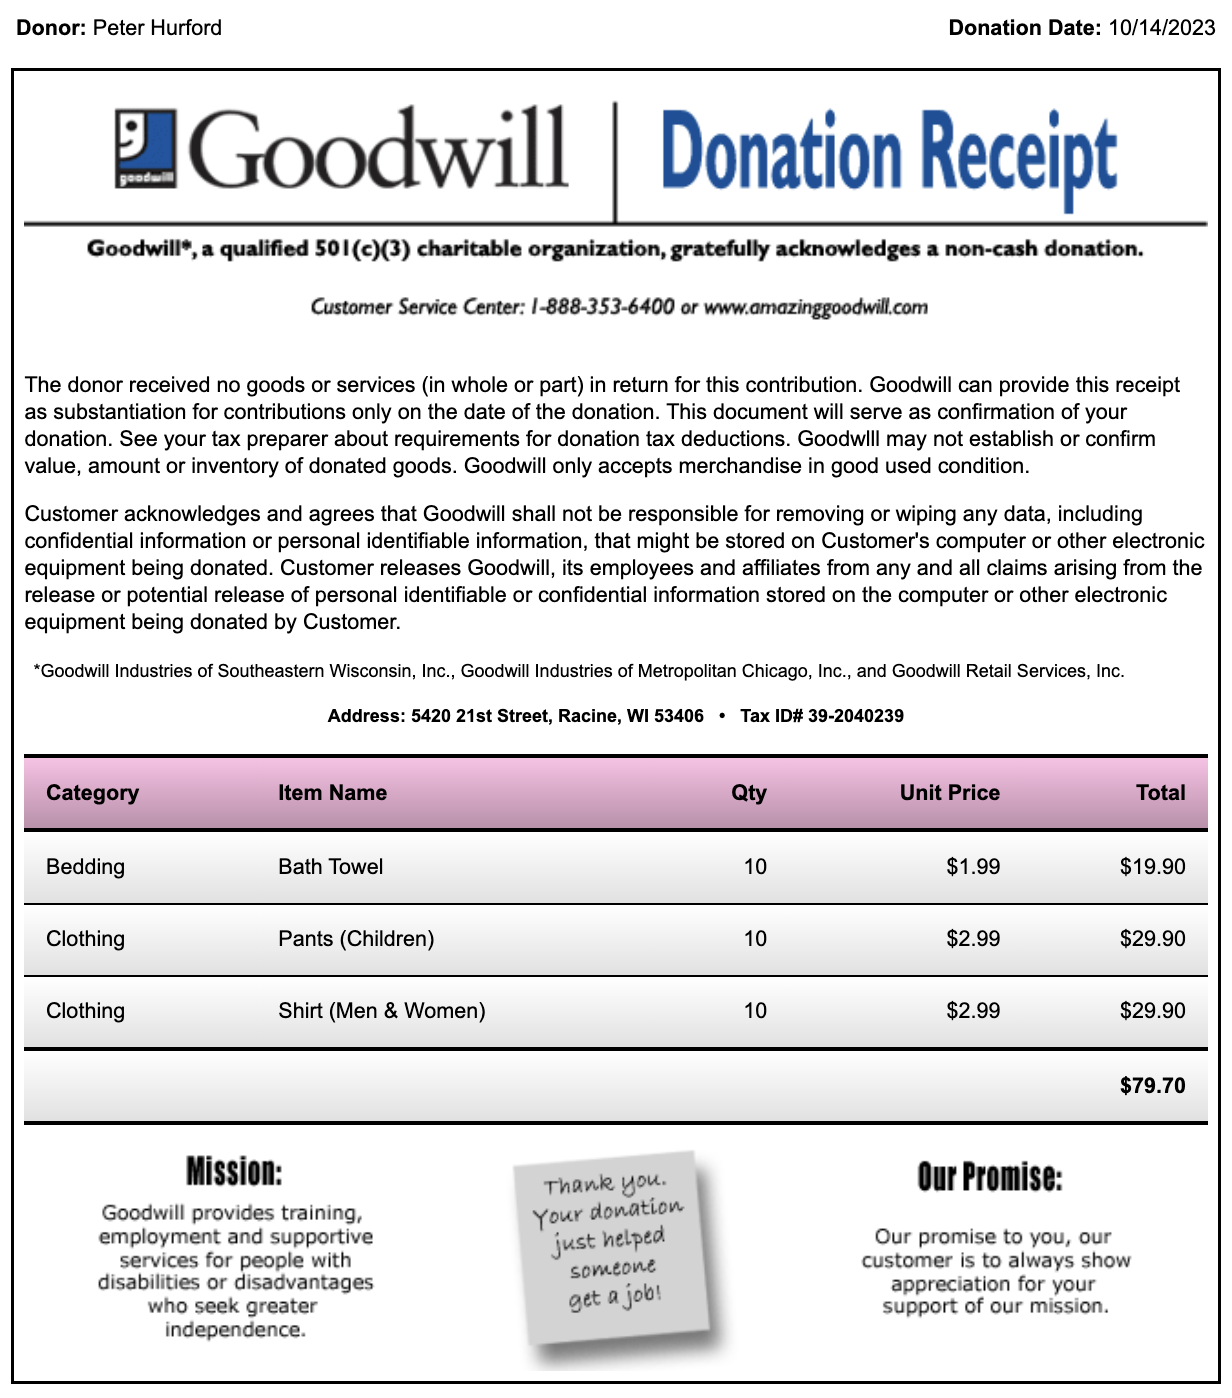 Donor: Peter Hurford Donation Date: 10/14/2023
goodwill Goodwill Donation Receipt
Goodwill*, a qualified 501(c)(3) charitable organization, gratefully acknowledges a non-cash donation.
Customer Service Center: 1-888-353-6400 or www.amazinggoodwill.com
The donor received no goods or services (in whole or part) in return for this contribution. Goodwill can provide this receipt
as substantiation for contributions only on the date of the donation. This document will serve as confirmation of your
donation. See your tax preparer about requirements for donation tax deductions. Goodwlll may not establish or confirm
value, amount or inventory of donated goods. Goodwill only accepts merchandise in good used condition.
Customer acknowledges and agrees that Goodwill shall not be responsible for removing or wiping any data, including
confidential information or personal identifiable information, that might be stored on Customer's computer or other electronic
equipment being donated. Customer releases Goodwill, its employees and affiliates from any and all claims arising from the
release or potential release of personal identifiable or confidential information stored on the computer or other electronic
equipment being donated by Customer.
*Goodwill Industries of Southeastern Wisconsin, Inc., Goodwill Industries of Metropolitan Chicago, Inc., and Goodwill Retail Services, Inc.
Address: 5420 21st Street, Racine, WI 53406 • Tax ID# 39-2040239
Category Item Name Qty Unit Price Total
Bedding Bath Towel 10 $1.99 $19.90
Clothing Pants (Children) 10 $2.99 $29.90
Clothing Shirt (Men & Women) 10 $2.99 $29.90
$79.70
Mission:
Goodwill provides training,
employment and supportive
services for people with
disabilities or disadvantages
who seek greater
independence.
Thank you.
Your donation
just helped
someone
get a job!
Our Promise:
Our promise to you, our
customer is to always show
appreciation for your
support of our mission.